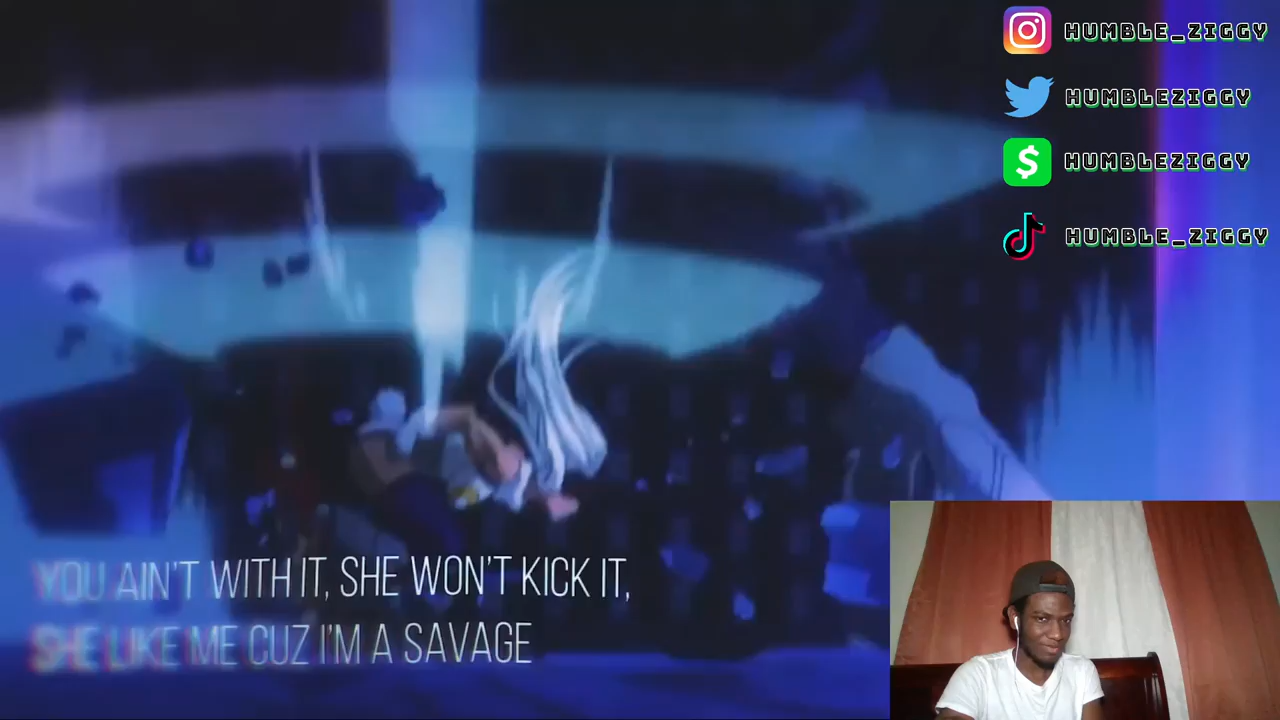 HUMBLE_ZIGGY
HUMBLEZIGGY
HUMBLEZIGGY
HUMBLE_ZIGGY
YOU AIN'T WITH IT, SHE WON'T KICK IT,
SHE LIKE ME CUZ I'M A SAVAGE